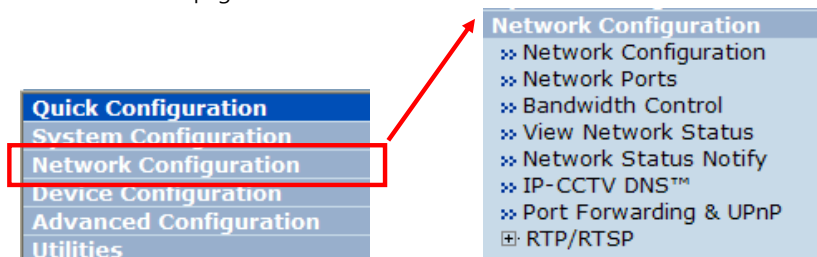 Quick Configuration
System Configuration
Network Configuration
Device Configuration
Advanced Configuration
Utilities
Network Configuration
» Network Configuration
» Network Ports
» Bandwidth Control
» View Network Status
» Network Status Notify
» IP-CCTV DNS™
» Port Forwarding & UPnP
RTP/RTSP